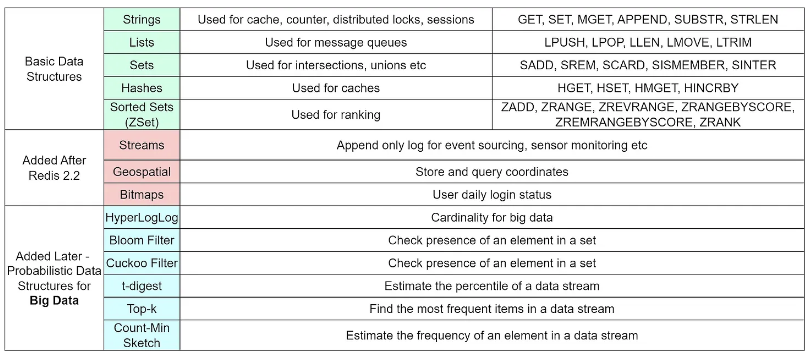 Basic Data
Structures
Strings
Used for cache, counter, distributed locks, sessions
GET, SET, MGET, APPEND, SUBSTR, STRLEN
Lists
Used for message queues
LPUSH, LPOP, LLEN, LMOVE, LTRIM
Sets
Used for intersections, unions etc
SADD, SREM, SCARD, SISMEMBER, SINTER
Hashes
Used for caches
HGET, HSET, HMGET, HINCRBY
Sorted Sets
(ZSet)
Used for ranking
ZADD, ZRANGE, ZREVRANGE, ZRANGEBYSCORE,
ZREMRANGEBYSCORE, ZRANK
Added After
Redis 2.2
Streams
Append only log for event sourcing, sensor monitoring etc
Geospatial
Store and query coordinates
Bitmaps
User daily login status
Added Later -
Probabilistic Data
Structures for
Big Data
HyperLogLog
Cardinality for big data
Bloom Filter
Check presence of an element in a set
Cuckoo Filter
Check presence of an element in a set
t-digest
Estimate the percentile of a data stream
Top-k
Find the most frequent items in a data stream
Count-Min
Sketch
Estimate the frequency of an element in a data stream